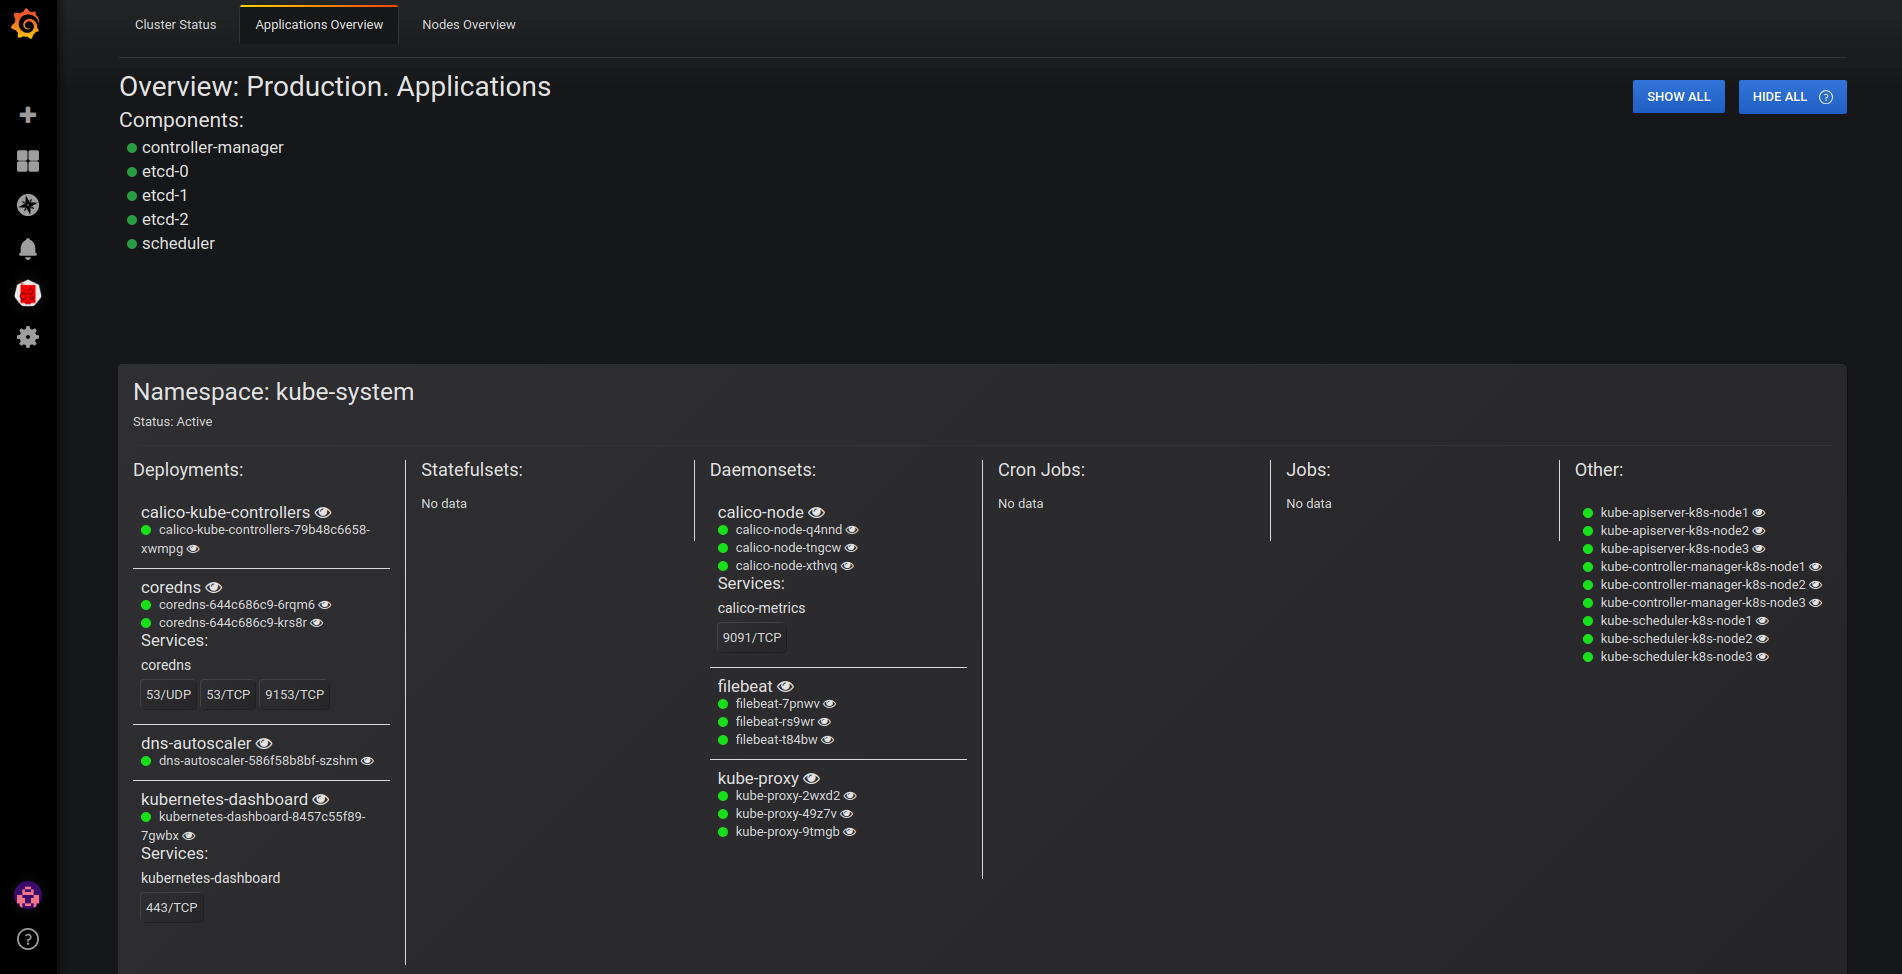 Cluster Status
Applications Overview
Nodes Overview
Overview: Production. Applications
SHOW ALL
HIDE ALL ?
Components:
controller-manager
etcd-0
etcd-1
etcd-2
scheduler
Namespace: kube-system
Status: Active
Deployments:
calico-kube-controllers
calico-kube-controllers-79b48c6658-
xwmpg
coredns
coredns-644c686c9-6rqm6
coredns-644c686c9-krs8r
Services:
coredns
53/UDP 53/TCP 9153/TCP
dns-autoscaler
dns-autoscaler-586f58b8bf-szshm
kubernetes-dashboard
kubernetes-dashboard-8457c55f89-
7gwbx
Services:
kubernetes-dashboard
443/TCP
Statefulsets:
No data
Daemonsets:
calico-node
calico-node-q4nnd
calico-node-tngcw
calico-node-xthvq
Services:
calico-metrics
9091/TCP
filebeat
filebeat-7pnwv
filebeat-rs9wr
filebeat-t84bw
kube-proxy
kube-proxy-2wxd2
kube-proxy-49z7v
kube-proxy-9tmgb
Cron Jobs:
No data
Jobs:
No data
Other:
kube-apiserver-k8s-node1
kube-apiserver-k8s-node2
kube-apiserver-k8s-node3
kube-controller-manager-k8s-node1
kube-controller-manager-k8s-node2
kube-controller-manager-k8s-node3
kube-scheduler-k8s-node1
kube-scheduler-k8s-node2
kube-scheduler-k8s-node3
?